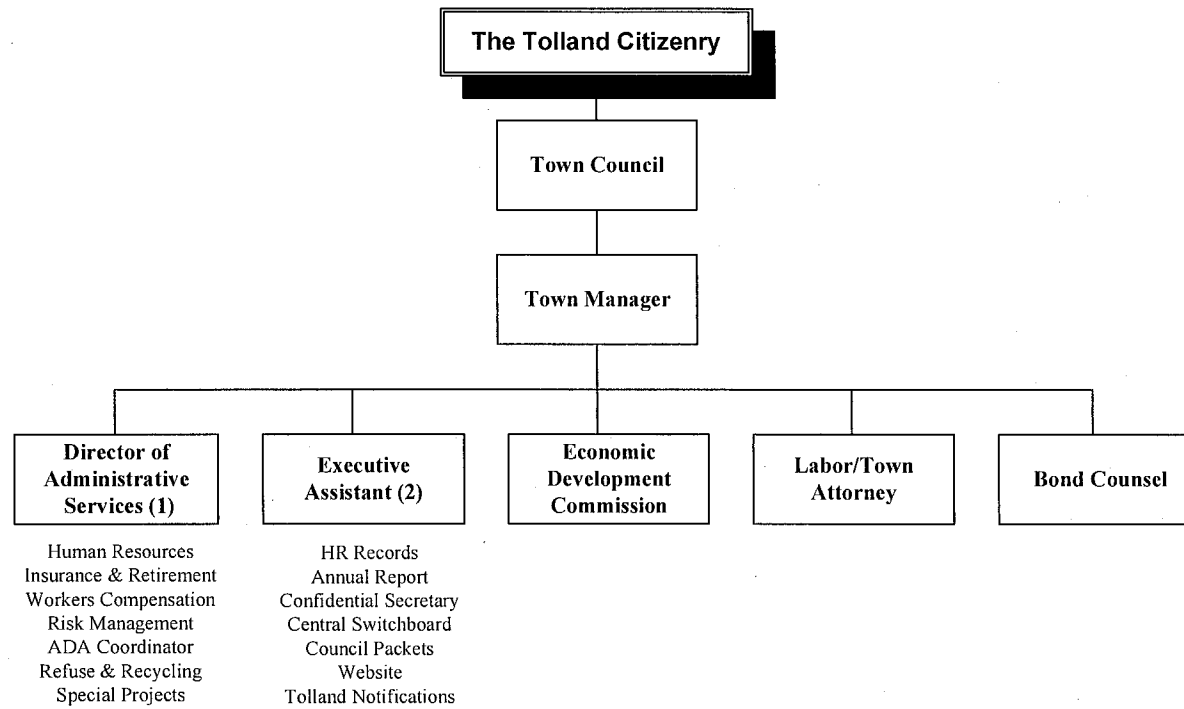 The Tolland Citizenry
Town Council
Town Manager
Director of
Administrative
Services (1)
Human Resources
Insurance & Retirement
Workers Compensation
Risk Management
ADA Coordinator
Refuse & Recycling
Special Projects
Executive
Assistant (2)
HR Records
Annual Report
Confidential Secretary
Central Switchboard
Council Packets
Website
Tolland Notifications
Economic
Development
Commission
Labor/Town
Attorney
Bond Counsel